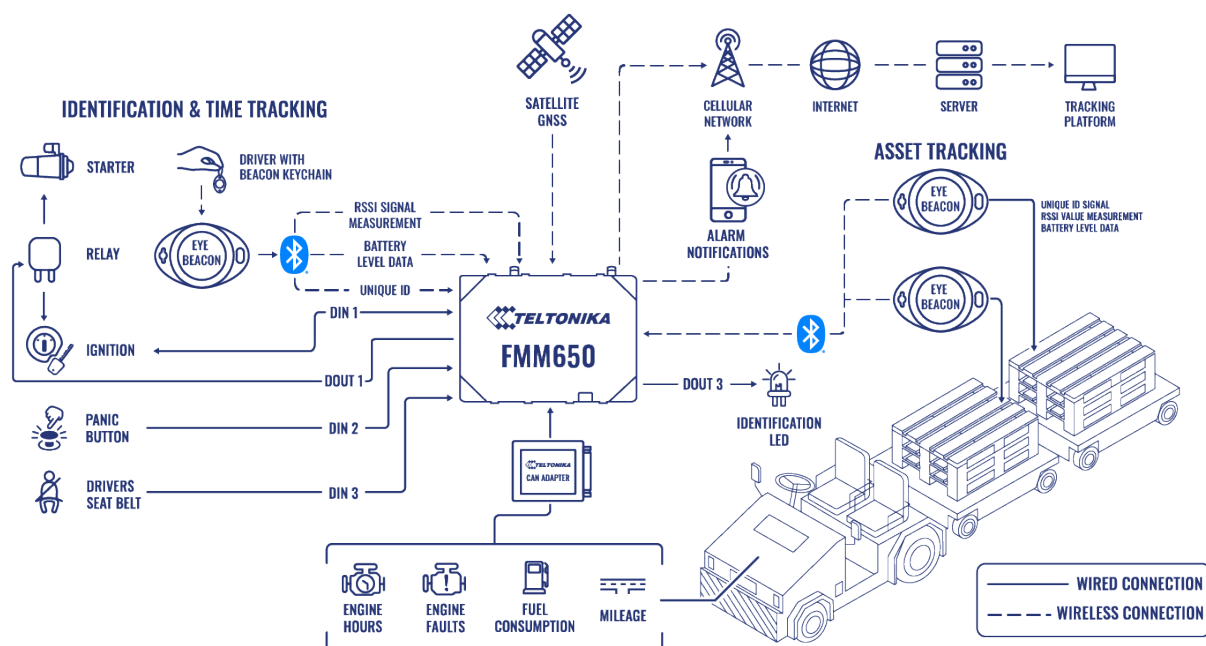 IDENTIFICATION & TIME TRACKING
STARTER
DRIVER WITH
BEACON KEYCHAIN
RELAY
EYE
BEACON
IGNITION
RSSI SIGNAL
MEASUREMENT
BATTERY
LEVEL DATA
UNIQUE ID
DIN 1
DOUT 1
PANIC
BUTTON
DIN 2
DRIVERS
SEAT BELT
DIN 3
SATELLITE
GNSS
CELLULAR
NETWORK
INTERNET
SERVER
TRACKING
PLATFORM
ALARM
NOTIFICATIONS
TELTONIKA
FMM650
DOUT 3
IDENTIFICATION
LED
TELTONIKA
CAN ADAPTER
ENGINE
HOURS
ENGINE
FAULTS
FUEL
CONSUMPTION
MILEAGE
ASSET TRACKING
EYE
BEACON
UNIQUE ID SIGNAL
RSSI VALUE MEASUREMENT
BATTERY LEVEL DATA
EYE
BEACON
WIRED CONNECTION
WIRELESS CONNECTION